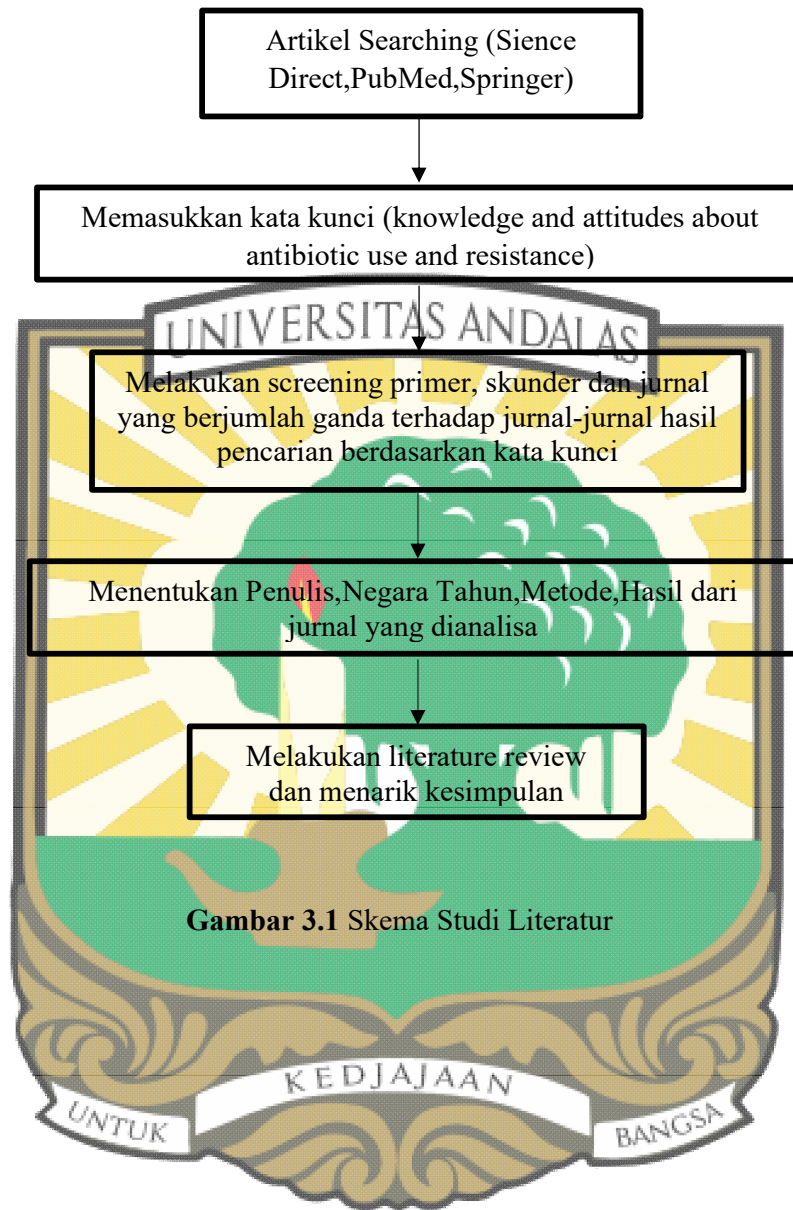 Artikel Searching (Sience
Direct,PubMed,Springer)
Memasukkan kata kunci (knowledge and attitudes about
antibiotic use and resistance)
UNIVERSITAS ANDALAS
Melakukan screening primer, skunder dan jurnal
yang berjumlah ganda terhadap jurnal-jurnal hasil
pencarian berdasarkan kata kunci
Menentukan Penulis,Negara Tahun,Metode,Hasil dari
jurnal yang dianalisa
Melakukan literature review
dan menarik kesimpulan
Gambar 3.1 Skema Studi Literatur
KEDJAJAAN
UNTUK
BANGSA